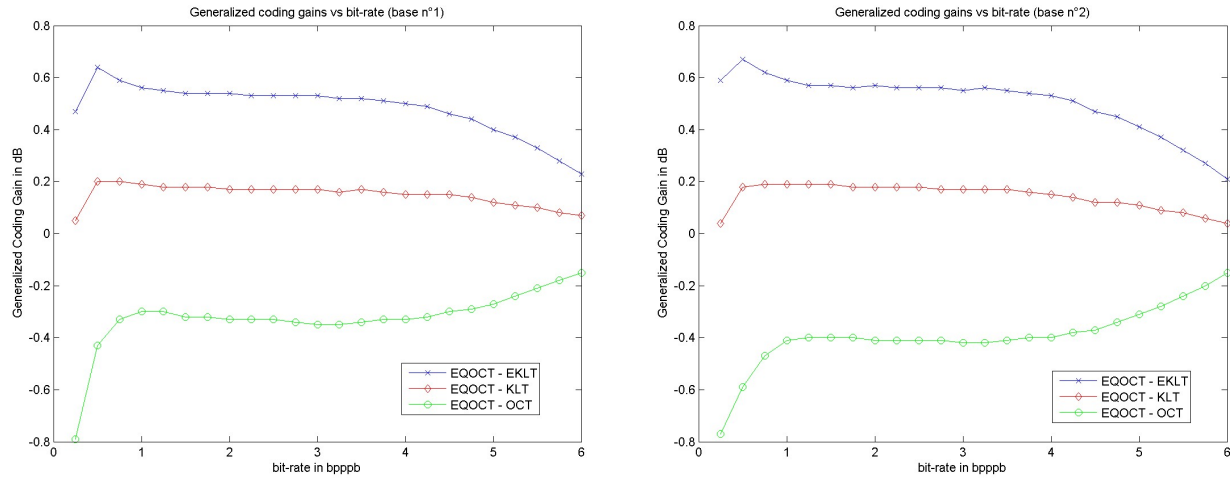 Generalized coding gains vs bit-rate (base n°1)
Generalized Coding Gain in dB
0.8
0.6
0.4
0.2
0
-0.2
-0.4
-0.6
-0.8
0 1 2 3 4 5 6
bit-rate in bpppb
EQOCT - EKLT
EQOCT - KLT
EQOCT - OCT
Generalized coding gains vs bit-rate (base n°2)
Generalized Coding Gain in dB
0.8
0.6
0.4
0.2
0
-0.2
-0.4
-0.6
-0.8
0 1 2 3 4 5 6
bit-rate in bpppb
EQOCT - EKLT
EQOCT - KLT
EQOCT - OCT